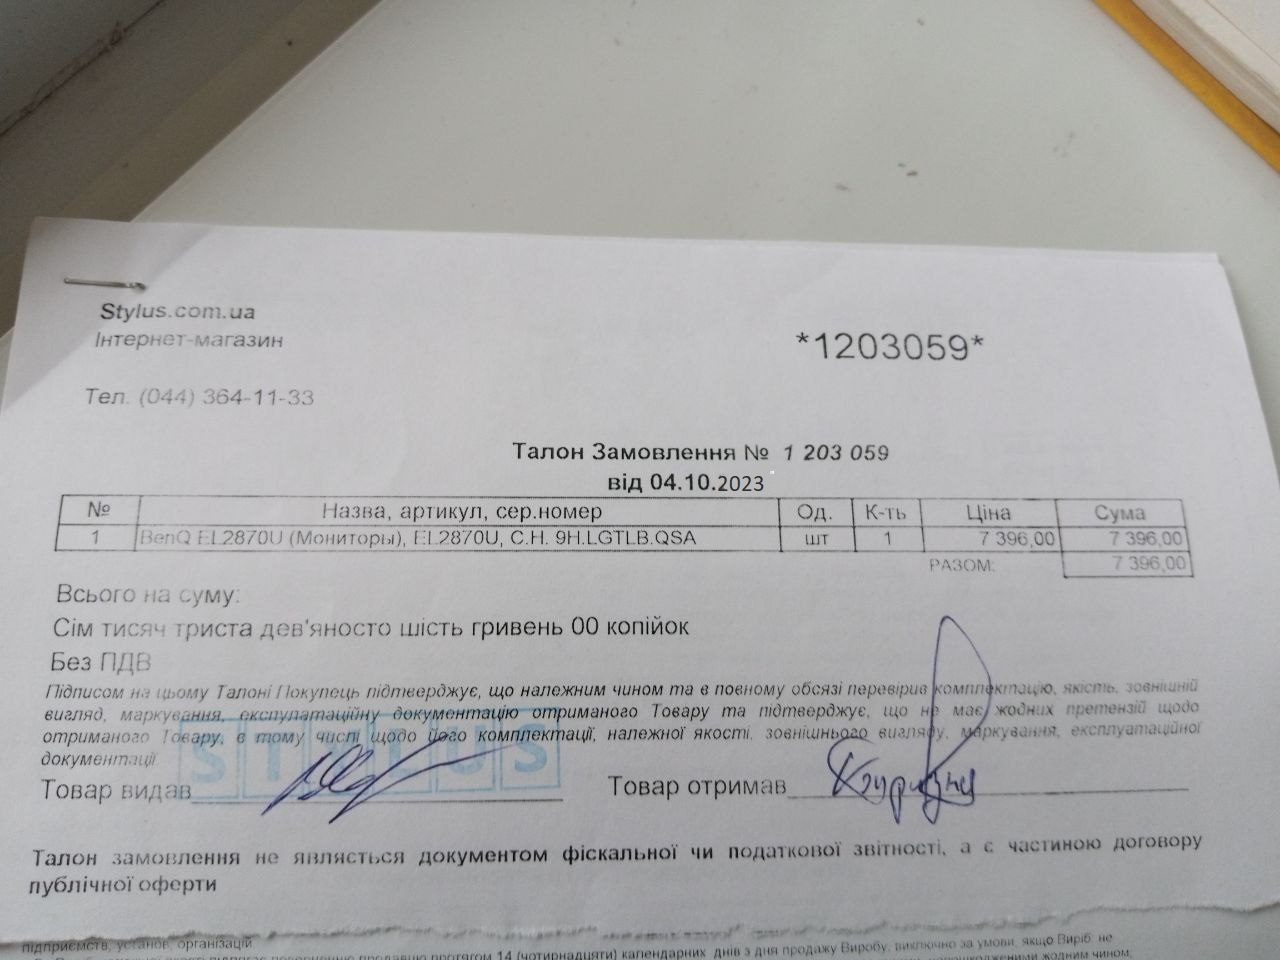 Stylus.com.ua
Інтернет-магазин
*1203059*
Тел. (044) 364-11-33
Талон Замовлення № 1 203 059
від 04.10.2023
№ Назва, артикул, сер.номер Од. К-ть Ціна Сума
1 BenQ EL2870U (Мониторы), EL2870U, С.Н. 9H.LGTLB.QSA шт 1 7 396,00 7 396,00
РАЗОМ: 7 396,00
Всього на суму:
Сім тисяч триста дев'яносто шість гривень 00 копійок
Без ПДВ
Підписом на цьому Талоні Покупець підтверджує, що належним чином та в повному обсязі перевірив комплектацію, якість, зовнішній
вигляд, маркування, експулатаційну документацію отриманого Товару та підтверджує, що не має жодних претензій щодо
отриманого Товару, в тому числі щодо його комплектації, належної якості, зовнішнього вигляду, маркування, експлуатаційної
документації
STYLUS
Товар видав Товар отримав
Талон замовлення не являється документом фіскальної чи податкової звітності, а є частиною договору
публічної оферти
підприємств, установ, організацій
протягом 14 (чотирнадцяти) календарних днів з дня продажу Виробу, виключно за умови, якщо Виріб: не